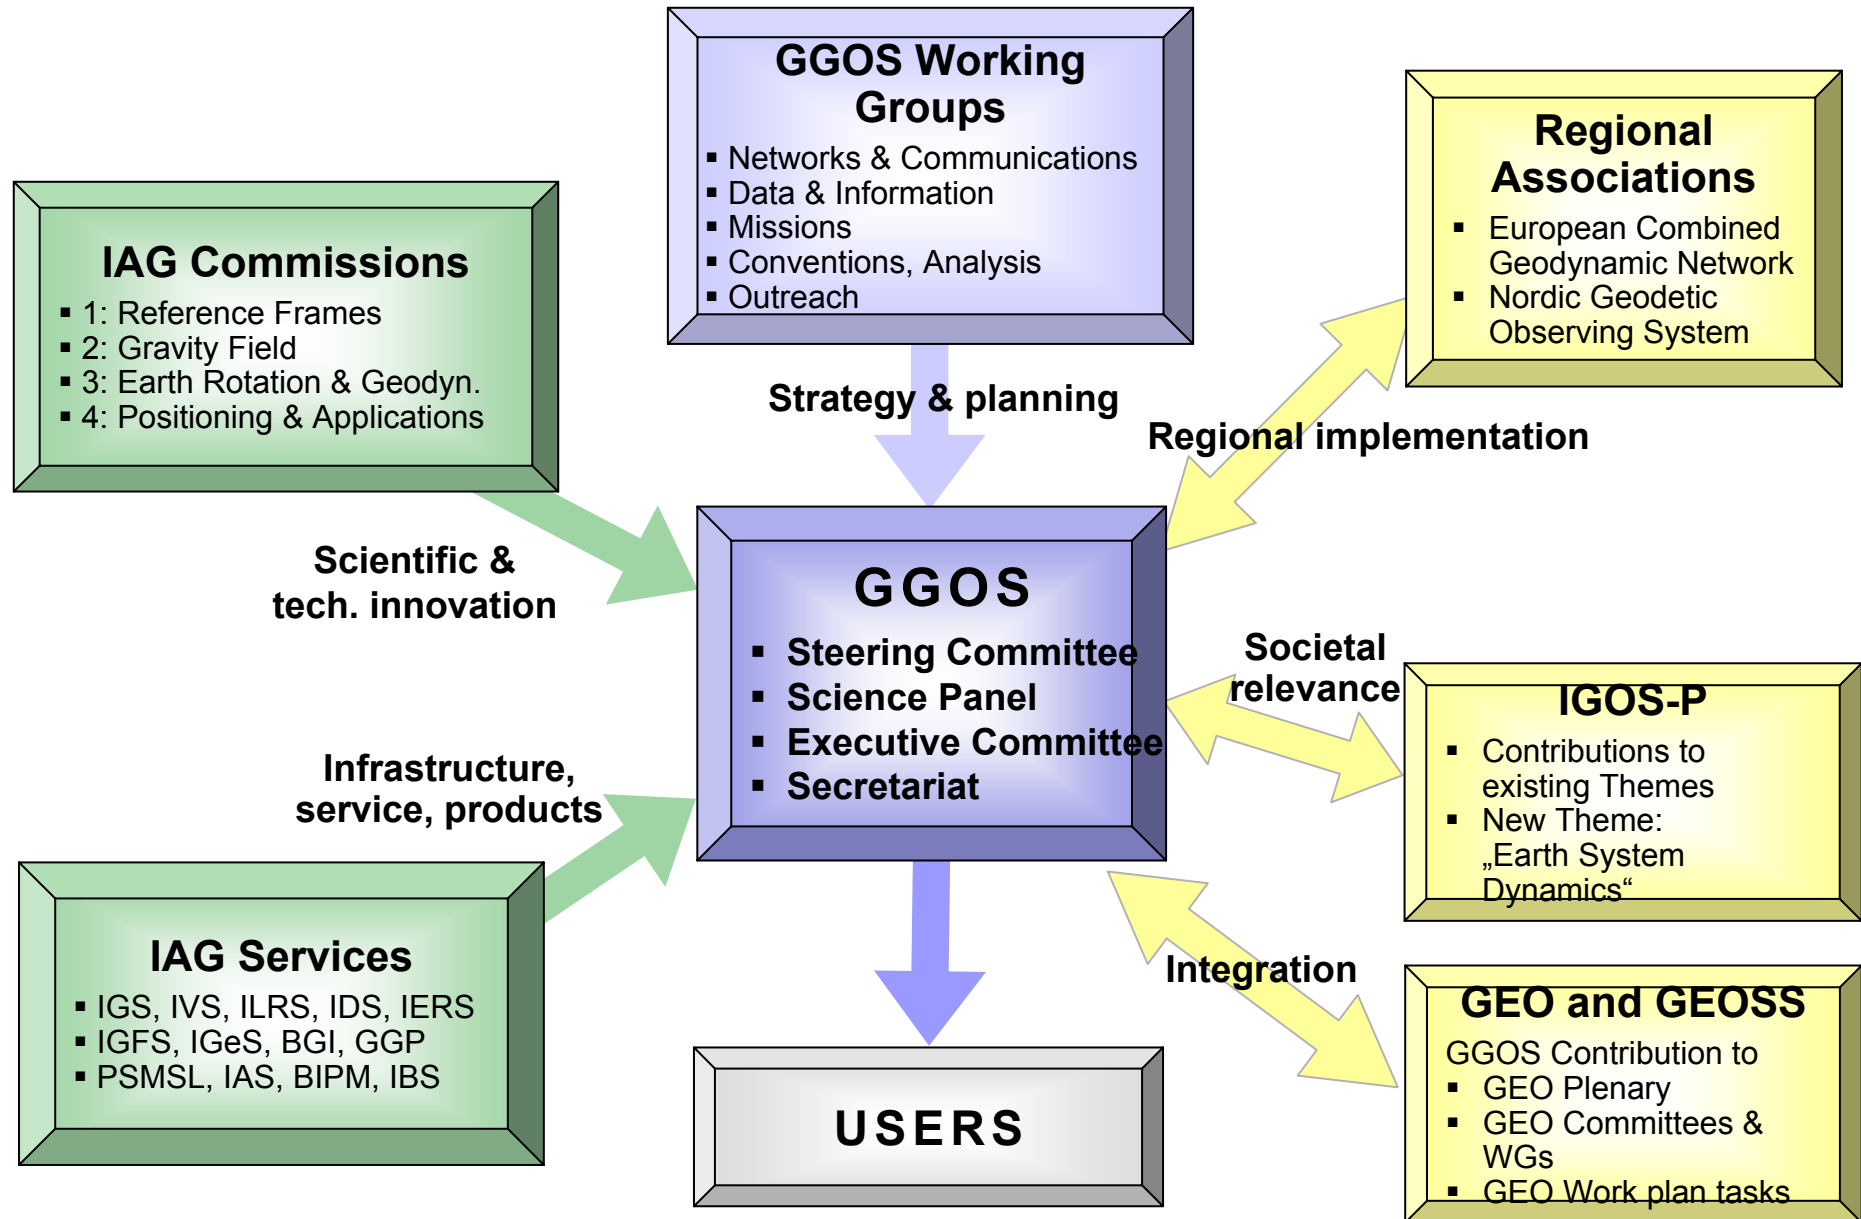 GGOS Working
Groups
▪ Networks & Communications
▪ Data & Information
▪ Missions
▪ Conventions, Analysis
▪ Outreach
Regional
Associations
▪ European Combined
Geodynamic Network
▪ Nordic Geodetic
Observing System
IAG Commissions
▪ 1: Reference Frames
▪ 2: Gravity Field
▪ 3: Earth Rotation & Geodyn.
▪ 4: Positioning & Applications
Strategy & planning
Regional implementation
Scientific &
tech. innovation
GGOS
▪ Steering Committee
▪ Science Panel
▪ Executive Committee
▪ Secretariat
Societal
relevance
IGOS-P
▪ Contributions to
existing Themes
▪ New Theme:
„Earth System
Dynamics“
Infrastructure,
service, products
IAG Services
▪ IGS, IVS, ILRS, IDS, IERS
▪ IGFS, IGeS, BGI, GGP
▪ PSMSL, IAS, BIPM, IBS
Integration
GEO and GEOSS
GGOS Contribution to
▪ GEO Plenary
▪ GEO Committees &
WGs
▪ GEO Work plan tasks
USERS